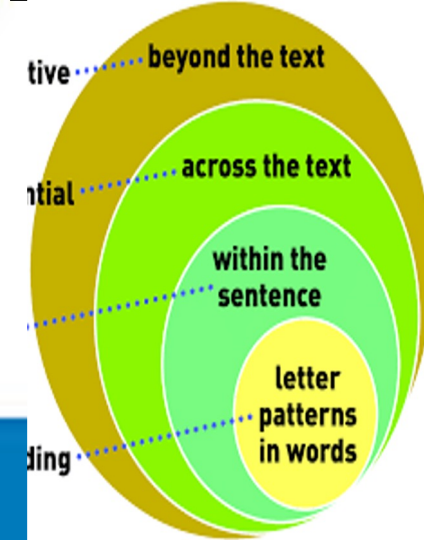 beyond the text
tive
across the text
ntial
within the
sentence
letter
patterns
in words
ding